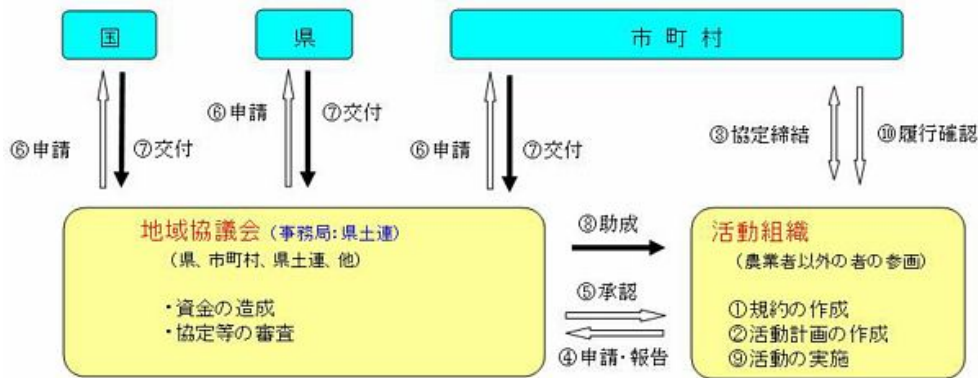 国
県
市町村
⑥申請
⑦交付
⑥申請
⑦交付
⑥申請
⑦交付
③協定締結
⑩履行確認
地域協議会（事務局：県土連）
（県、市町村、県土連、他）
・資金の造成
・協定等の審査
⑧助成
⑤承認
④申請・報告
活動組織
（農業者以外の者の参画）
①規約の作成
②活動計画の作成
⑨活動の実施